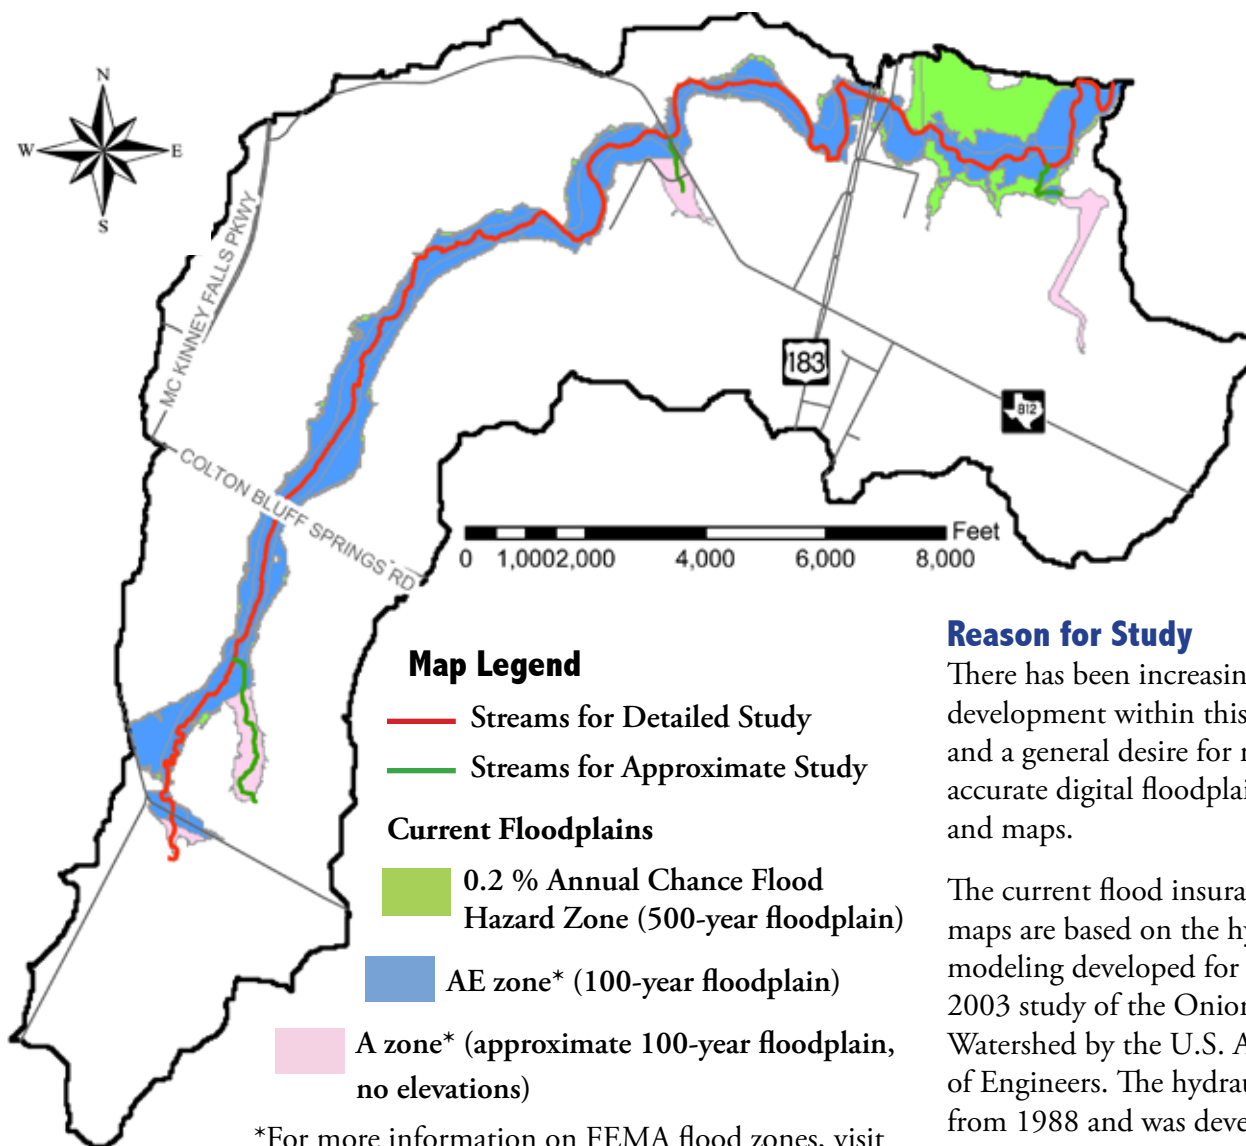 N
W
E
S
MC KINNEY FALLS PKWY
183
812
COLTON BLUFF SPRINGS RD
Feet
0 1,000 2,000 4,000 6,000 8,000
Map Legend
Streams for Detailed Study
Streams for Approximate Study
Current Floodplains
0.2 % Annual Chance Flood
Hazard Zone (500-year floodplain)
AE zone* (100-year floodplain)
A zone* (approximate 100-year floodplain,
no elevations)
*For more information on FEMA flood zones, visit
Reason for Study
There has been increasin
development within this
and a general desire for
accurate digital floodplai
and maps.
The current flood insura
maps are based on the hy
modeling developed for
2003 study of the Onion
Watershed by the U.S. A
of Engineers. The hydrau
from 1988 and was deve